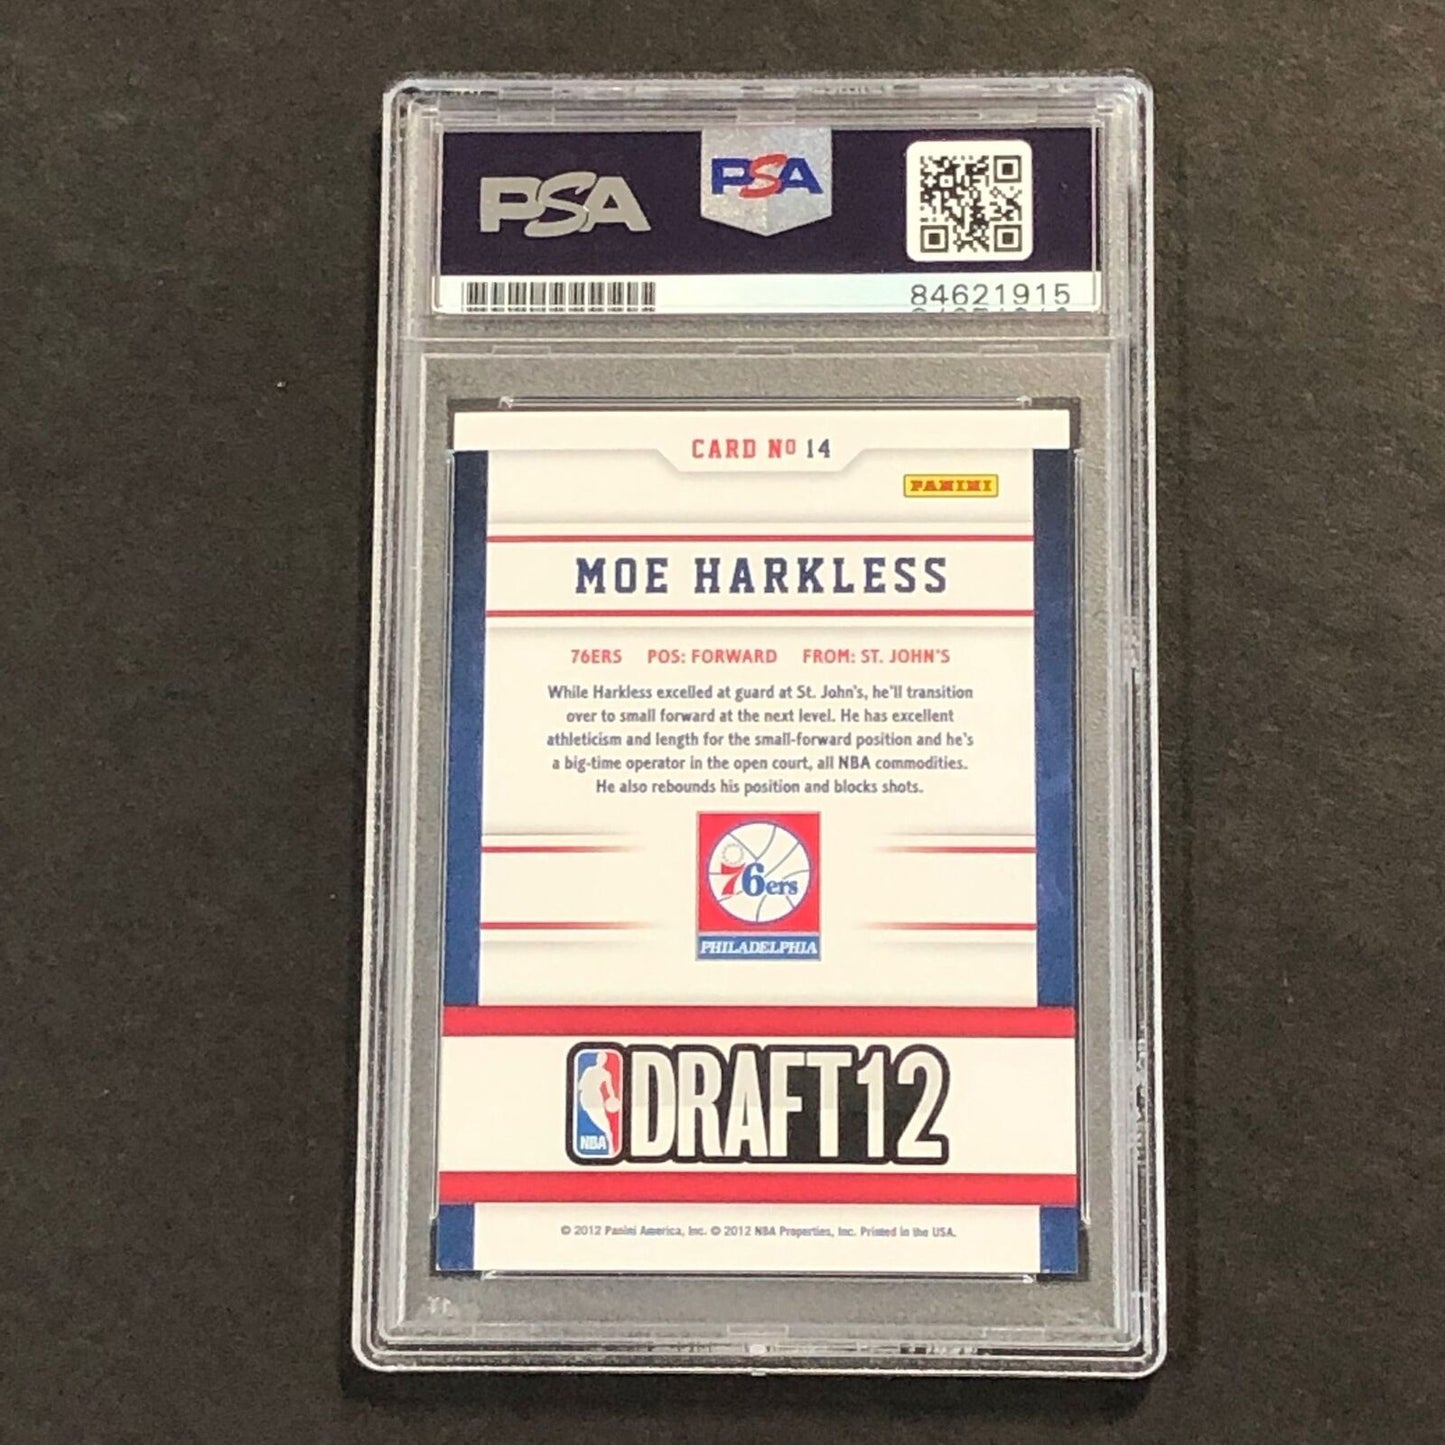 PSA PSA
84621915
CARD Nº 14
PANINI
MOE HARKLESS
76ERS POS: FORWARD FROM: ST. JOHN'S
While Harkless excelled at guard at St. John's, he'll transition
over to small forward at the next level. He has excellent
athleticism and length for the small-forward position and he's
a big-time operator in the open court, all NBA commodities.
He also rebounds his position and blocks shots.
76ers
PHILADELPHIA
NBA DRAFT12
© 2012 Panini America, Inc. © 2012 NBA Properties, Inc. Printed in the USA.